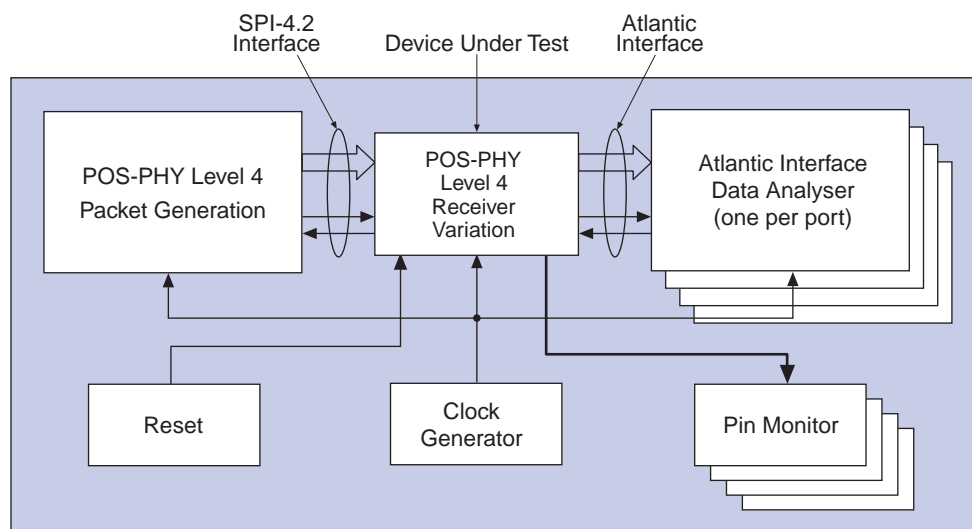 SPI-4.2
Interface
Device Under Test
Atlantic
Interface
POS-PHY Level 4
Packet Generation
POS-PHY
Level 4
Receiver
Variation
Atlantic Interface
Data Analyser
(one per port)
Reset
Clock
Generator
Pin Monitor